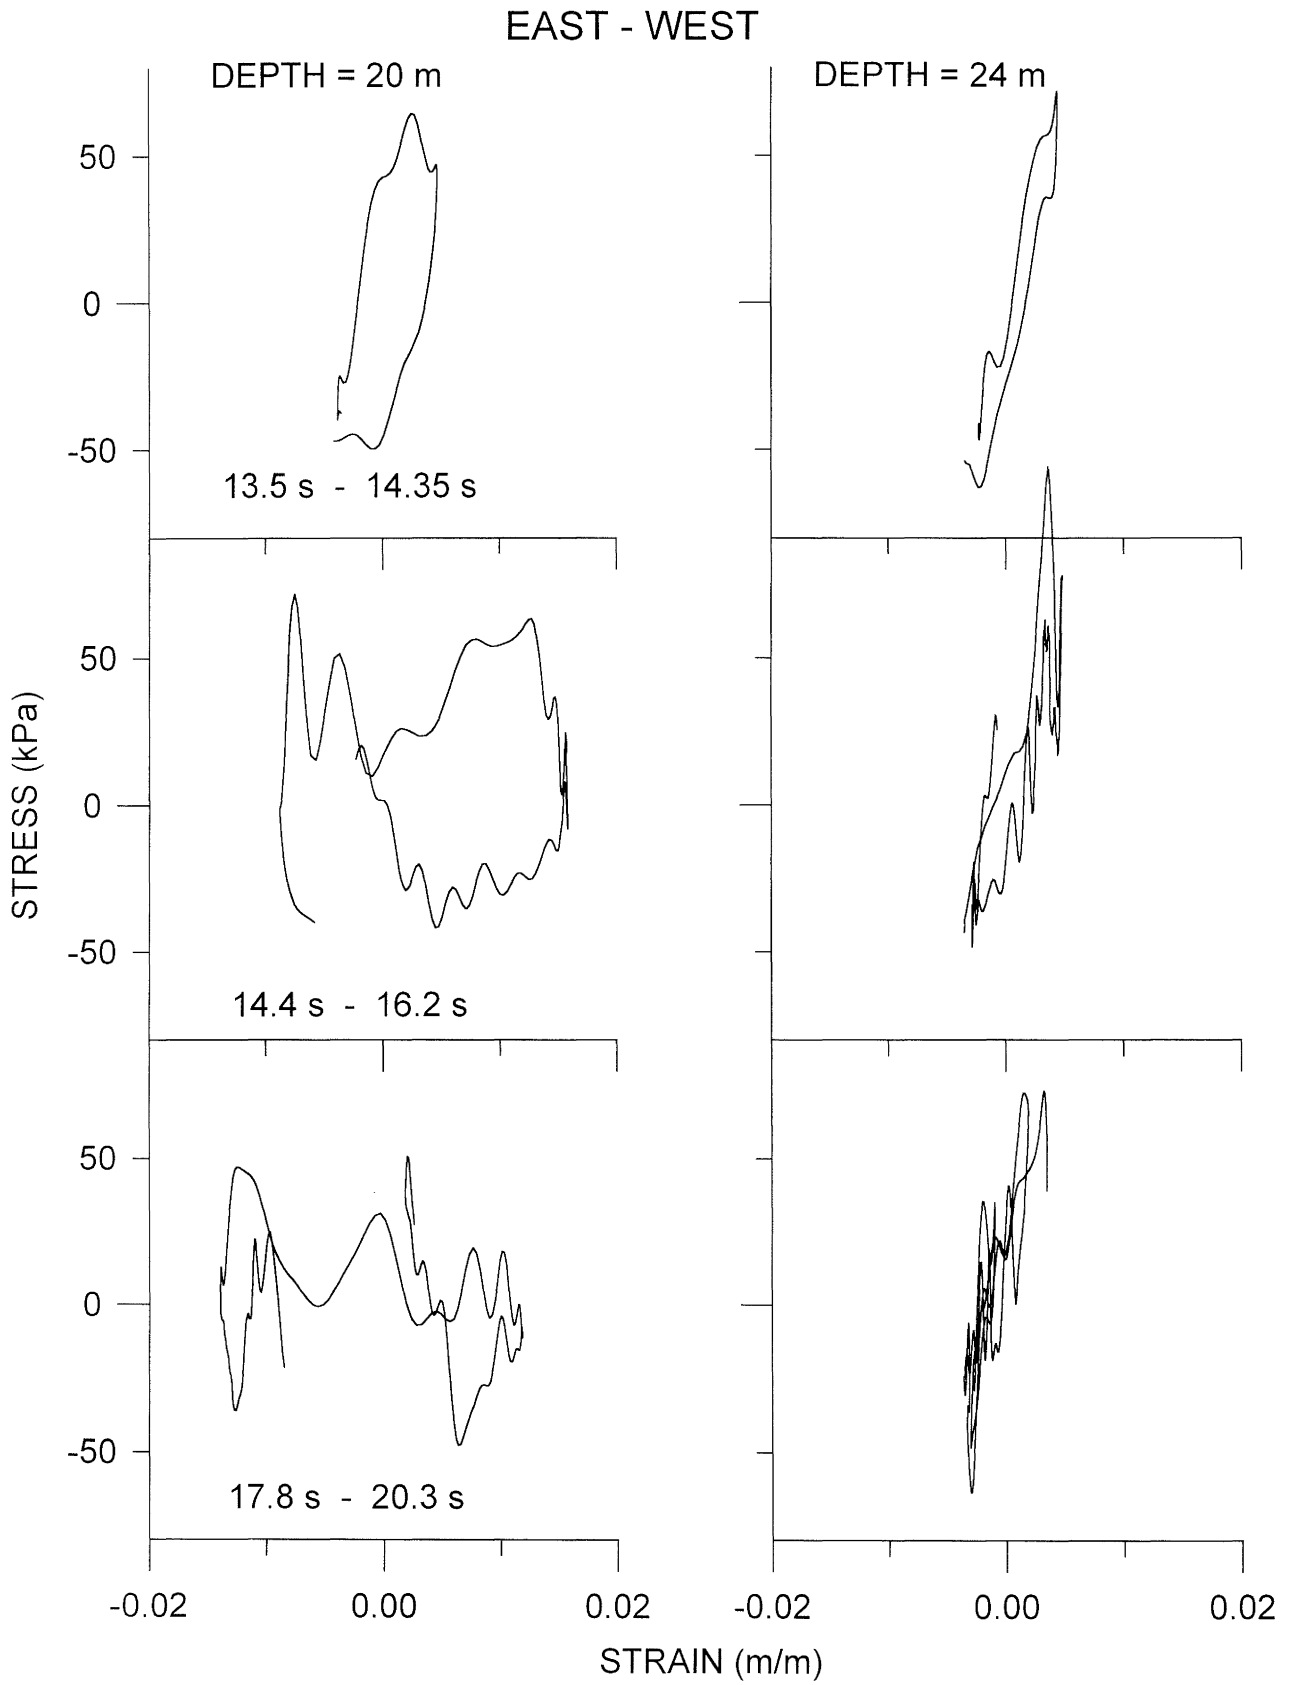 EAST - WEST
DEPTH = 20 m
DEPTH = 24 m
50
0
-50
13.5 s - 14.35 s
STRESS (kPa)
50
0
-50
14.4 s - 16.2 s
50
0
-50
17.8 s - 20.3 s
-0.02 0.00 0.02
-0.02 0.00 0.02
STRAIN (m/m)